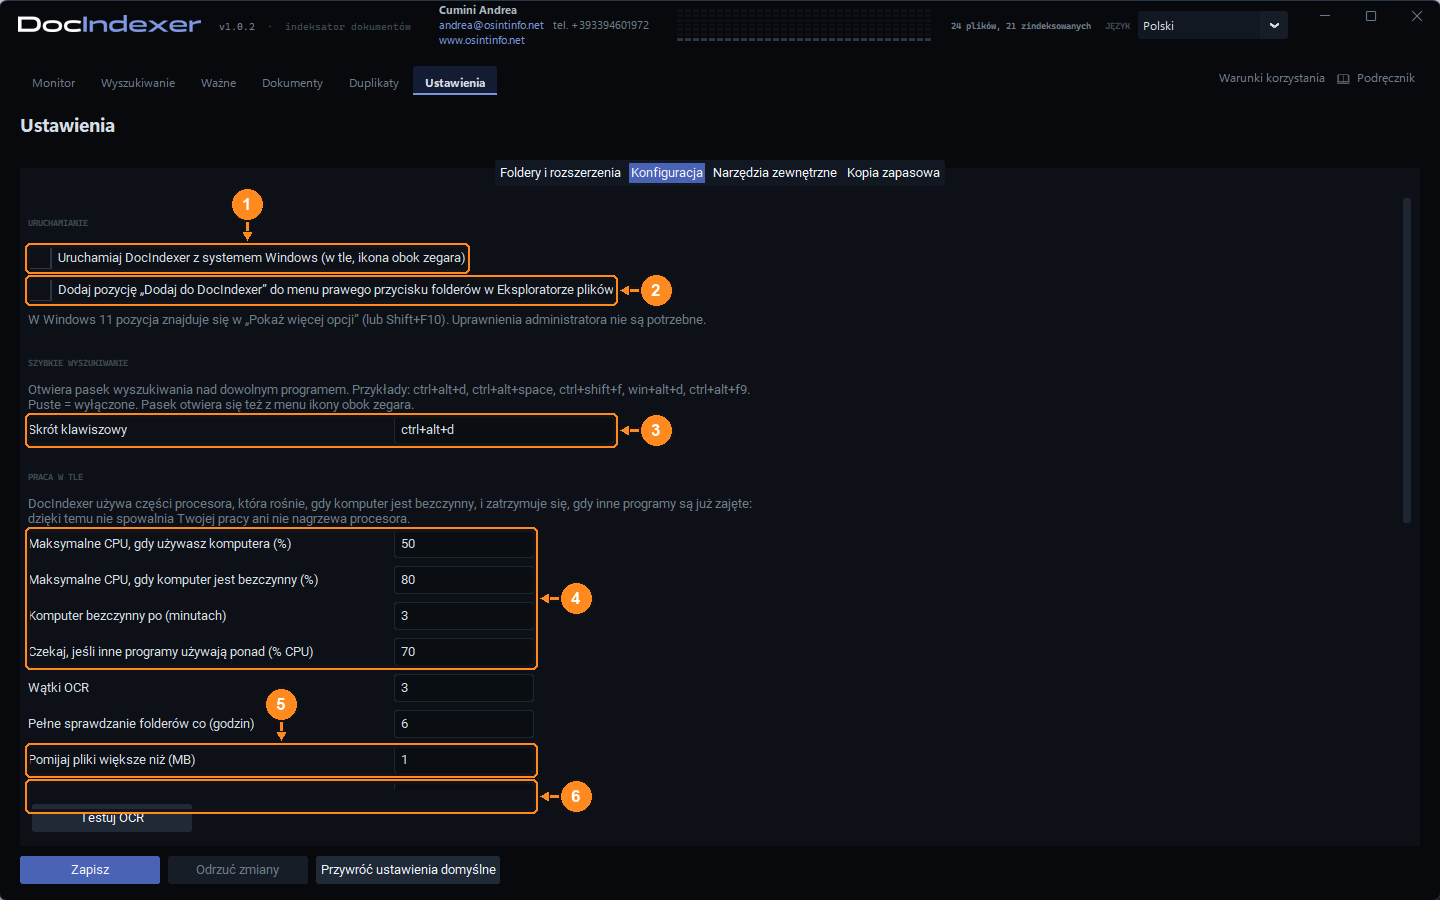 DocIndexer v1.0.2 · indeksator dokumentów
Cumini Andrea
andrea@osintinfo.net tel. +393394601972
www.osintinfo.net
24 plików, 21 zindeksowanych JĘZYK Polski
Monitor Wyszukiwanie Ważne Dokumenty Duplikaty Ustawienia
Warunki korzystania Podręcznik
Ustawienia
Foldery i rozszerzenia Konfiguracja Narzędzia zewnętrzne Kopia zapasowa
1
URUCHAMIANIE
Uruchamiaj DocIndexer z systemem Windows (w tle, ikona obok zegara)
Dodaj pozycję „Dodaj do DocIndexer” do menu prawego przycisku folderów w Eksploratorze plików
2
W Windows 11 pozycja znajduje się w „Pokaż więcej opcji” (lub Shift+F10). Uprawnienia administratora nie są potrzebne.
SZYBKIE WYSZUKIWANIE
Otwiera pasek wyszukiwania nad dowolnym programem. Przykłady: ctrl+alt+d, ctrl+alt+space, ctrl+shift+f, win+alt+d, ctrl+alt+f9.
Puste = wyłączone. Pasek otwiera się też z menu ikony obok zegara.
Skrót klawiszowy ctrl+alt+d
3
PRACA W TLE
DocIndexer używa części procesora, która rośnie, gdy komputer jest bezczynny, i zatrzymuje się, gdy inne programy są już zajęte:
dzięki temu nie spowalnia Twojej pracy ani nie nagrzewa procesora.
Maksymalne CPU, gdy używasz komputera (%) 50
Maksymalne CPU, gdy komputer jest bezczynny (%) 80
4
Komputer bezczynny po (minutach) 3
Czekaj, jeśli inne programy używają ponad (% CPU) 70
Wątki OCR 3
5
Pełne sprawdzanie folderów co (godzin) 6
Pomijaj pliki większe niż (MB) 1
6
Testuj OCR
Zapisz Odrzuć zmiany Przywróć ustawienia domyślne